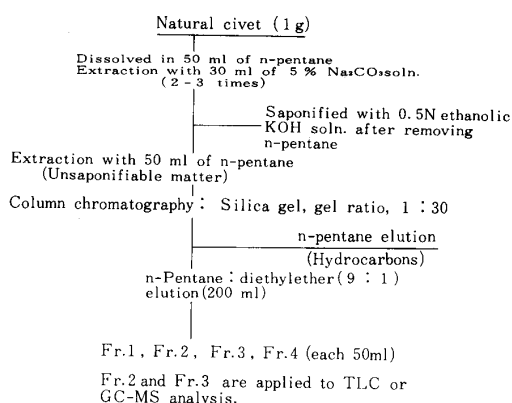 Natural civet (1g)
Dissolved in 50 ml of n-pentane
Extraction with 30 ml of 5% Na₂CO₃soln.
(2-3 times)
Saponified with 0.5N ethanolic
KOH soln. after removing
n-pentane
Extraction with 50 ml of n-pentane
(Unsaponifiable matter)
Column chromatography: Silica gel, gel ratio, 1:30
n-pentane elution
(Hydrocarbons)
n-Pentane:diethylether(9:1)
elution(200 ml)
Fr.1, Fr.2, Fr.3, Fr.4 (each 50ml)
Fr.2 and Fr.3 are applied to TLC or
GC-MS analysis.